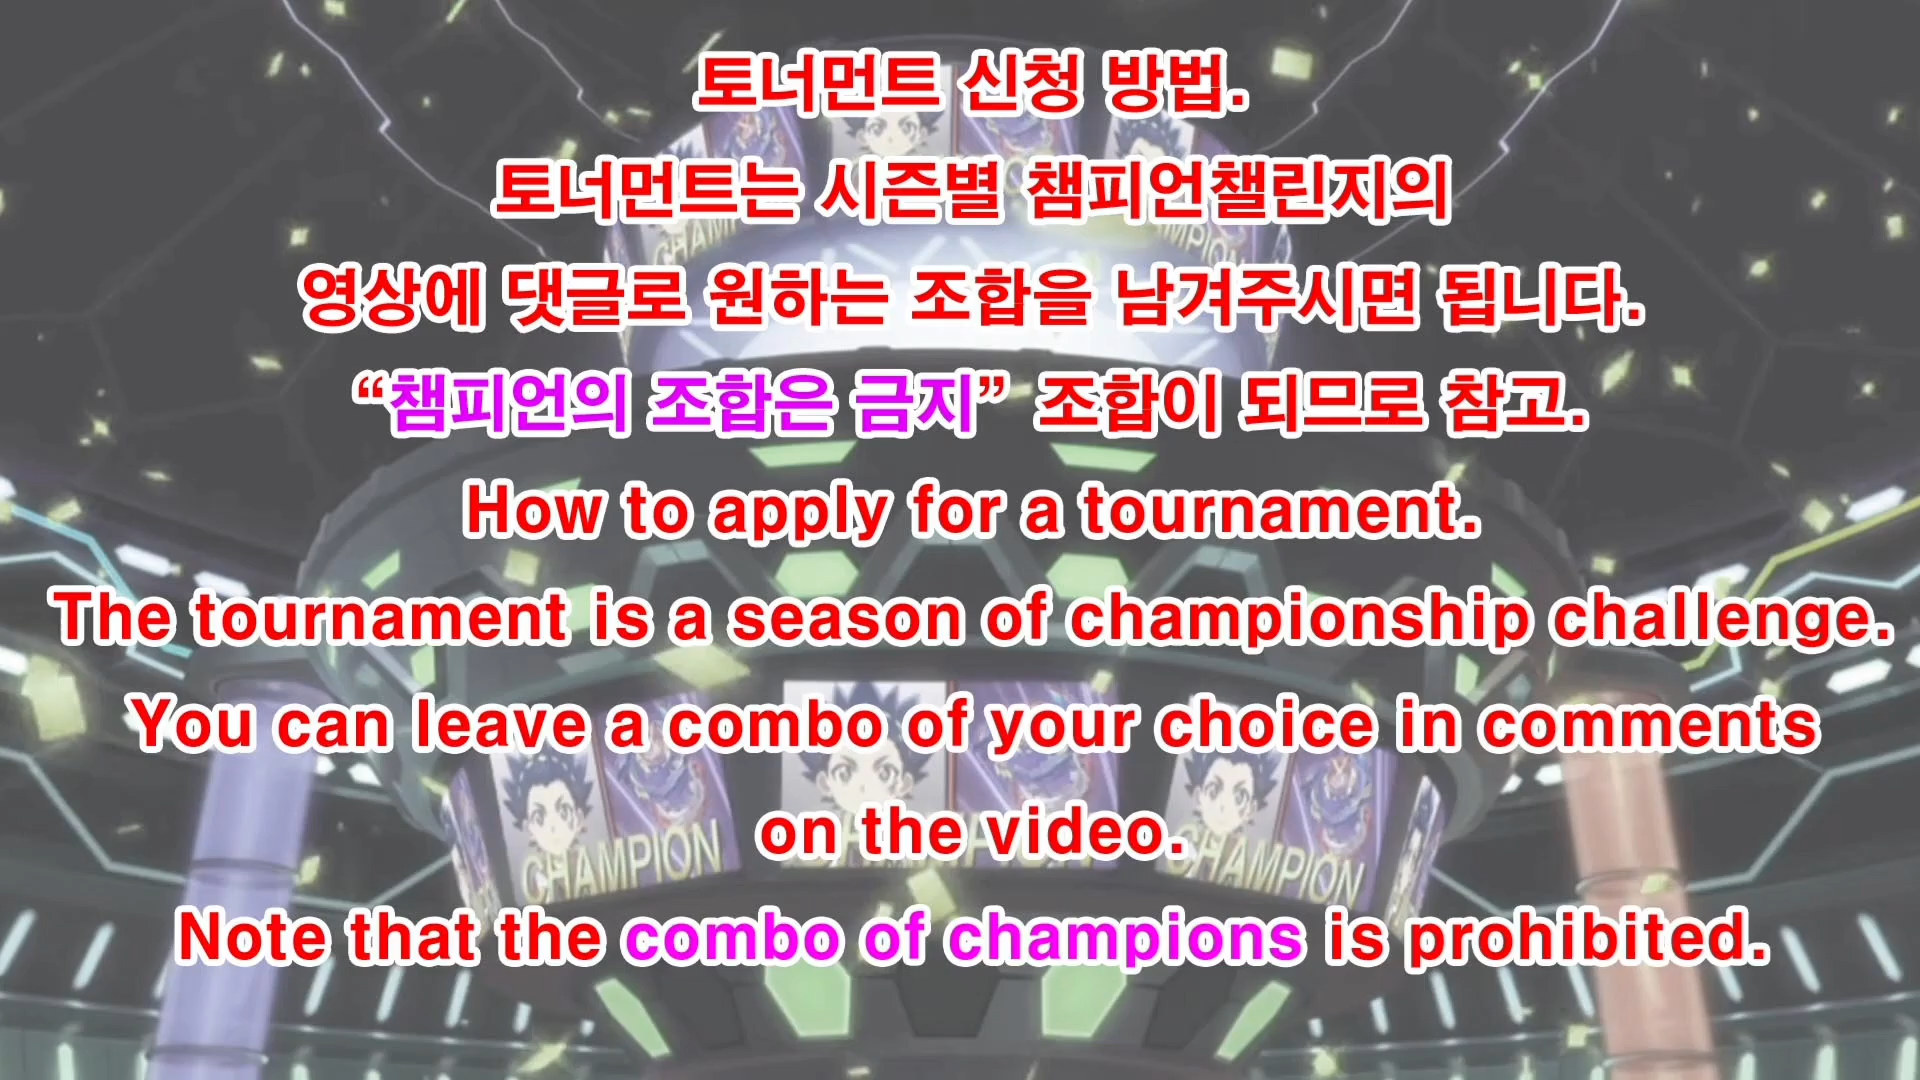 토너먼트 신청 방법.
토너먼트는 시즌별 챔피언챌린지의
영상에 댓글로 원하는 조합을 남겨주시면 됩니다.
“챔피언의 조합은 금지” 조합이 되므로 참고.
How to apply for a tournament.
The tournament is a season of championship challenge.
You can leave a combo of your choice in comments
on the video.
Note that the combo of champions is prohibited.
CHAMPION
CHAMPION